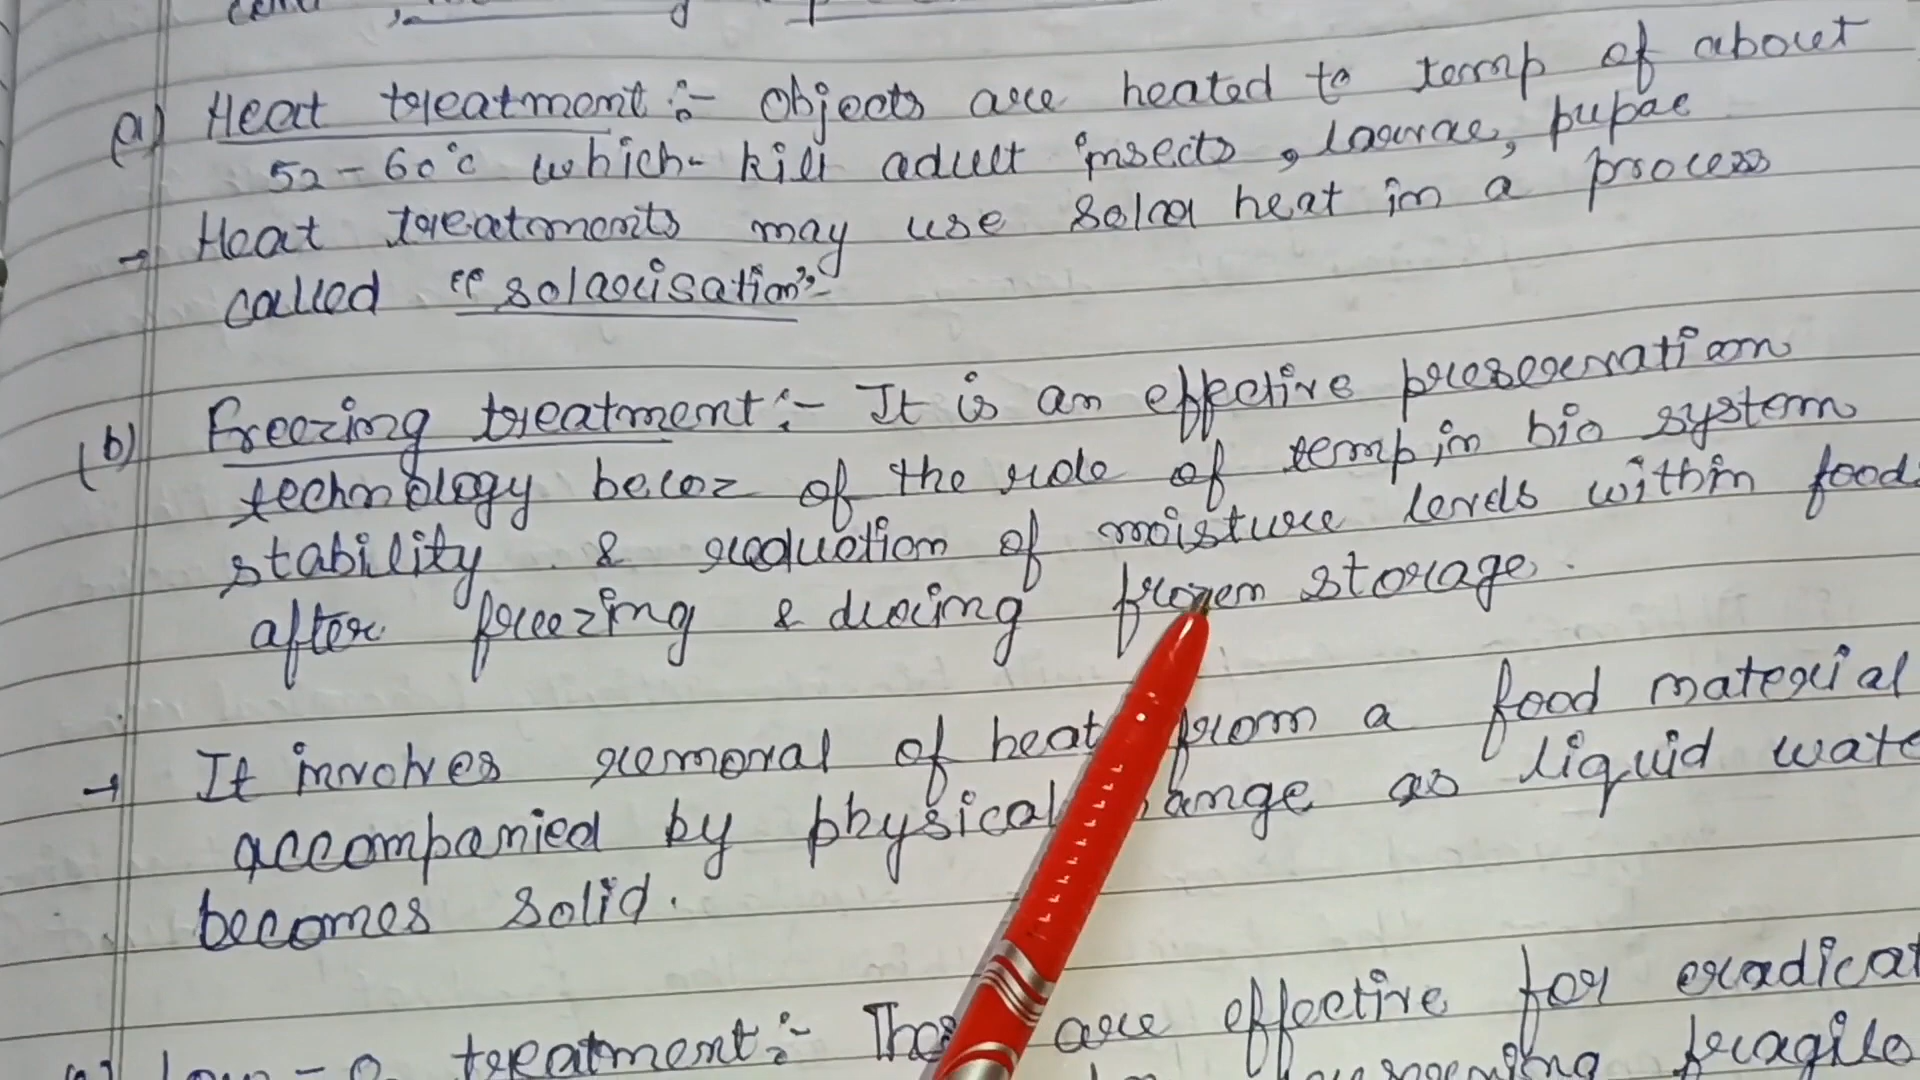 (a) Heat treatment :- Objects are heated to temp of about
52-60°C which kill adult insects, larvae, pupae
→ Heat treatments may use solar heat in a process
called "solarisation"
(b) Freezing treatment :- It is an effective preservation
technology becoz of the role of temp in bio system
stability & reduction of moisture levels within food
after freezing & during frozen storage.
→ It involves removal of heat from a food material
accompanied by physical ange as liquid wate
becomes solid.
treatment :- are effective for eradicat
fragile